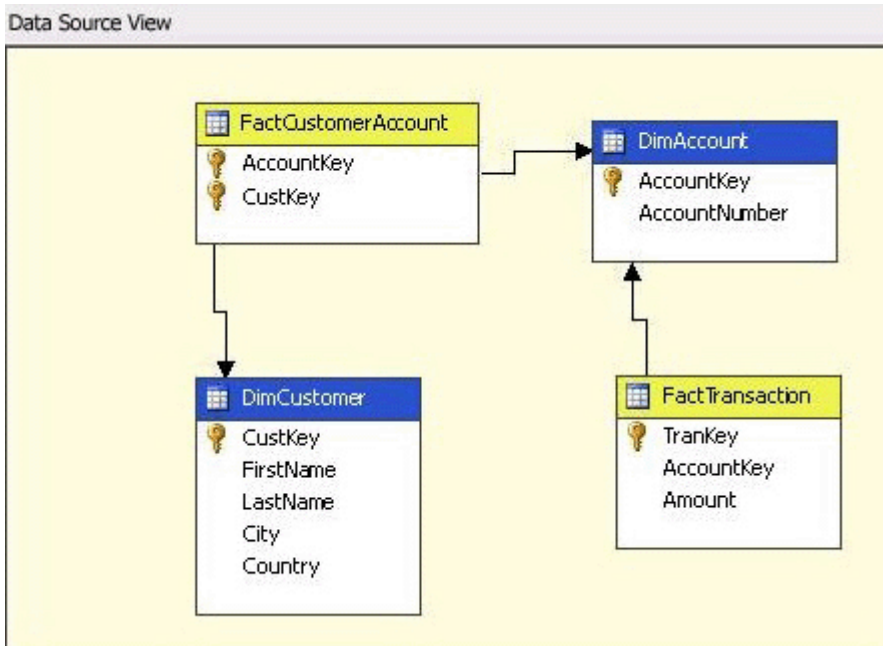 Data Source View
FactCustomerAccount
AccountKey
CustKey
DimAccount
AccountKey
AccountNumber
DimCustomer
CustKey
FirstName
LastName
City
Country
FactTransaction
TranKey
AccountKey
Amount